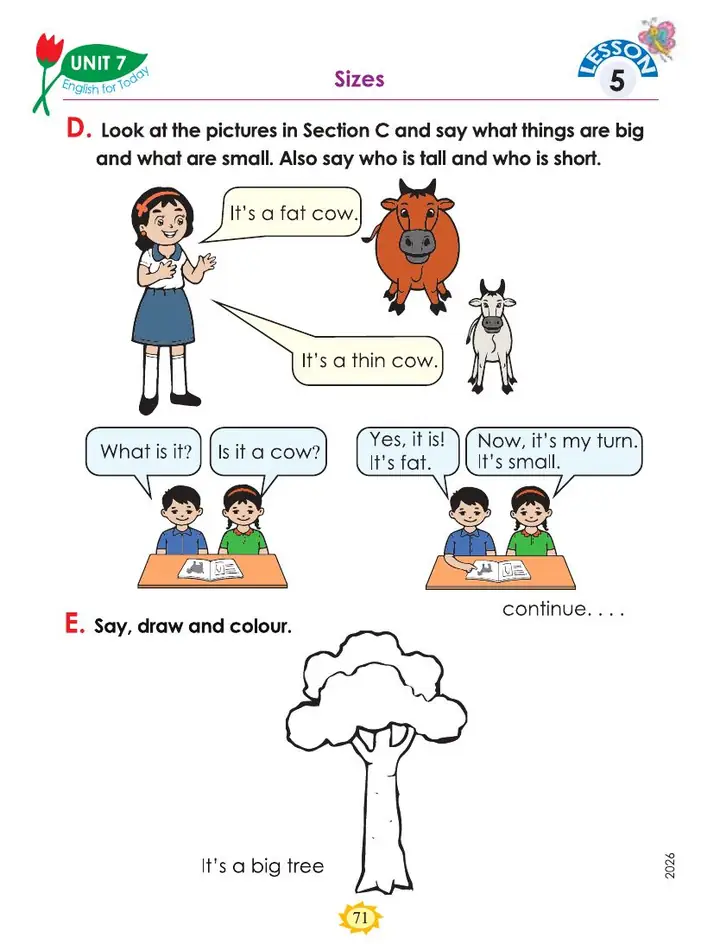 UNIT 7
English for Today
Sizes
LESSON
5
D. Look at the pictures in Section C and say what things are big
and what are small. Also say who is tall and who is short.
It's a fat cow.
It's a thin cow.
What is it?
Is it a cow?
Yes, it is!
It's fat.
Now, it's my turn.
It's small.
continue. . . .
E. Say, draw and colour.
It's a big tree
2026
71